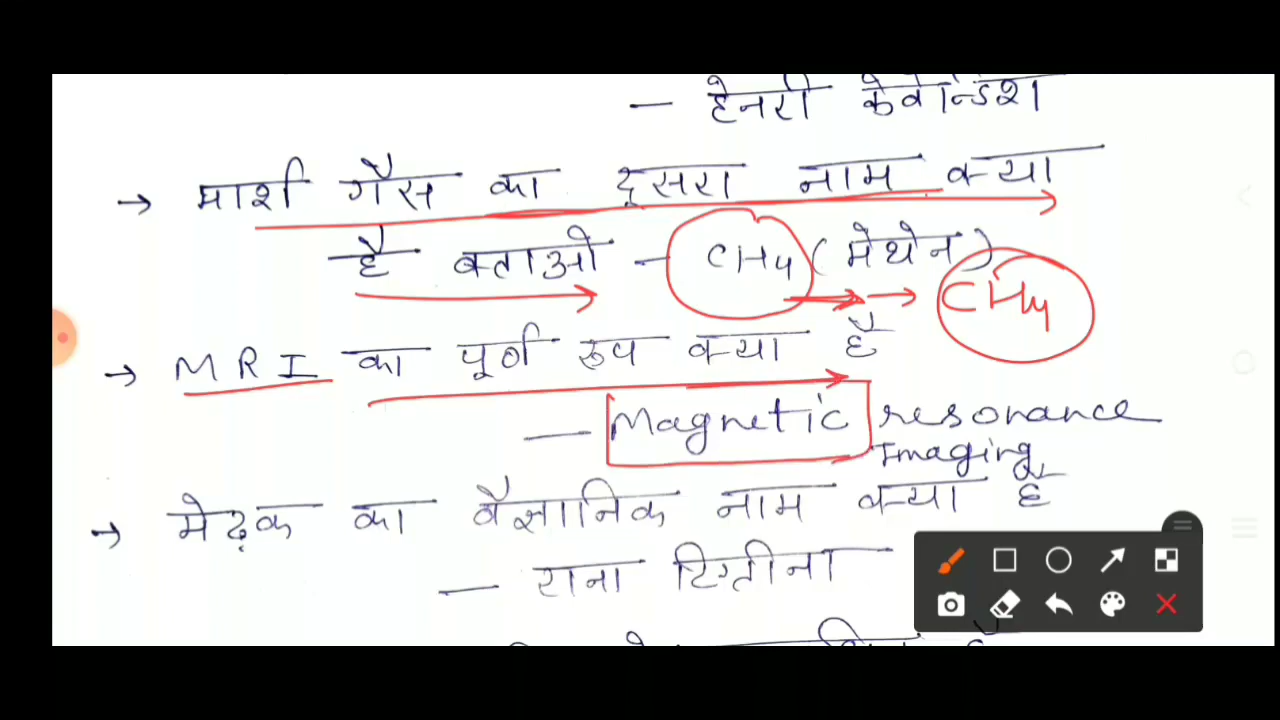 — हेनरी केवेन्डिश
→ मार्श गैस का दुसरा नाम क्या
है बताओ - CH4 (मेथेन)
→ CH4
→ MRI का पूर्ण रूप क्या है
— Magnetic resonance
Imaging
→ मेढ़क का वैज्ञानिक नाम क्या है
— राना टिग्रीना